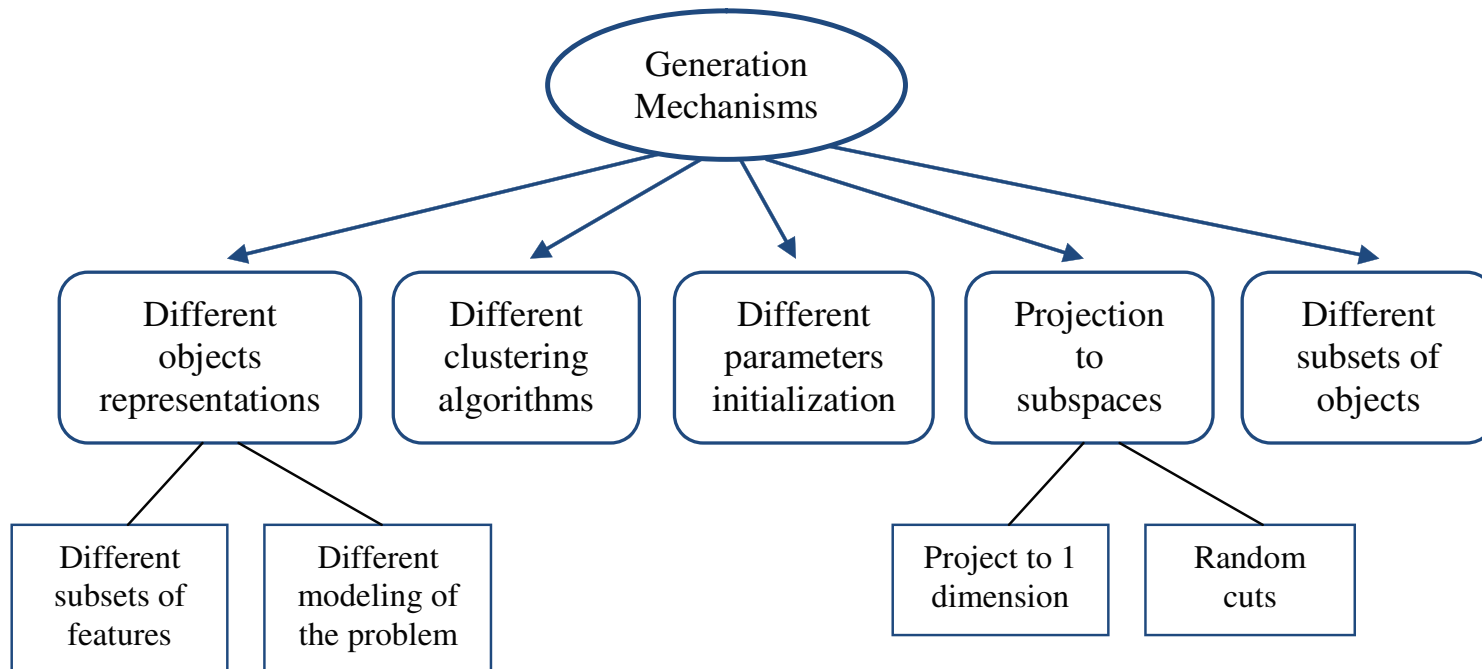 Generation
Mechanisms
Different
objects
representations
Different
clustering
algorithms
Different
parameters
initialization
Projection
to
subspaces
Different
subsets of
objects
Different
subsets of
features
Different
modeling of
the problem
Project to 1
dimension
Random
cuts